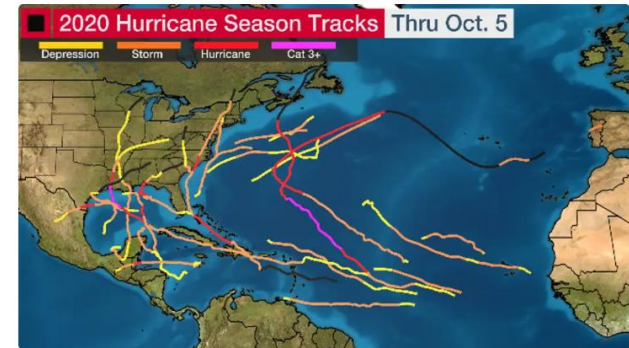 2020 Hurricane Season Tracks Thru Oct. 5
Depression Storm Hurricane Cat 3+